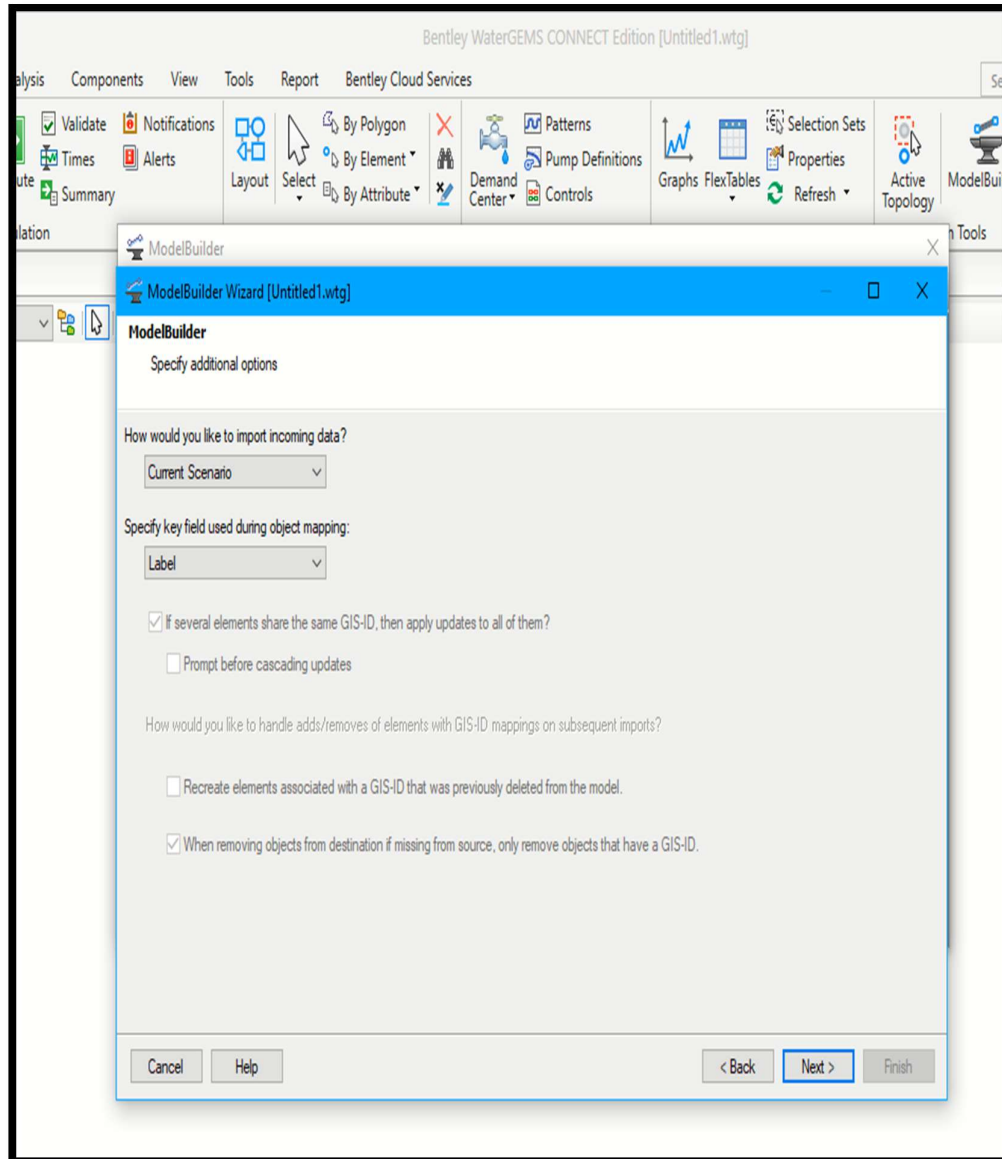 Bentley WaterGEMS CONNECT Edition [Untitled1.wtg]
alysis Components View Tools Report Bentley Cloud Services Se
Validate Notifications By Polygon Patterns Selection Sets
Times Alerts By Element Pump Definitions Properties
ute Summary Layout Select By Attribute Demand Center Controls Graphs FlexTables Refresh Active Topology ModelBuil
lation n Tools
ModelBuilder
ModelBuilder Wizard [Untitled1.wtg]
ModelBuilder
Specify additional options
How would you like to import incoming data?
Current Scenario
Specify key field used during object mapping:
Label
If several elements share the same GIS-ID, then apply updates to all of them?
Prompt before cascading updates
How would you like to handle adds/removes of elements with GIS-ID mappings on subsequent imports?
Recreate elements associated with a GIS-ID that was previously deleted from the model.
When removing objects from destination if missing from source, only remove objects that have a GIS-ID.
Cancel Help < Back Next > Finish